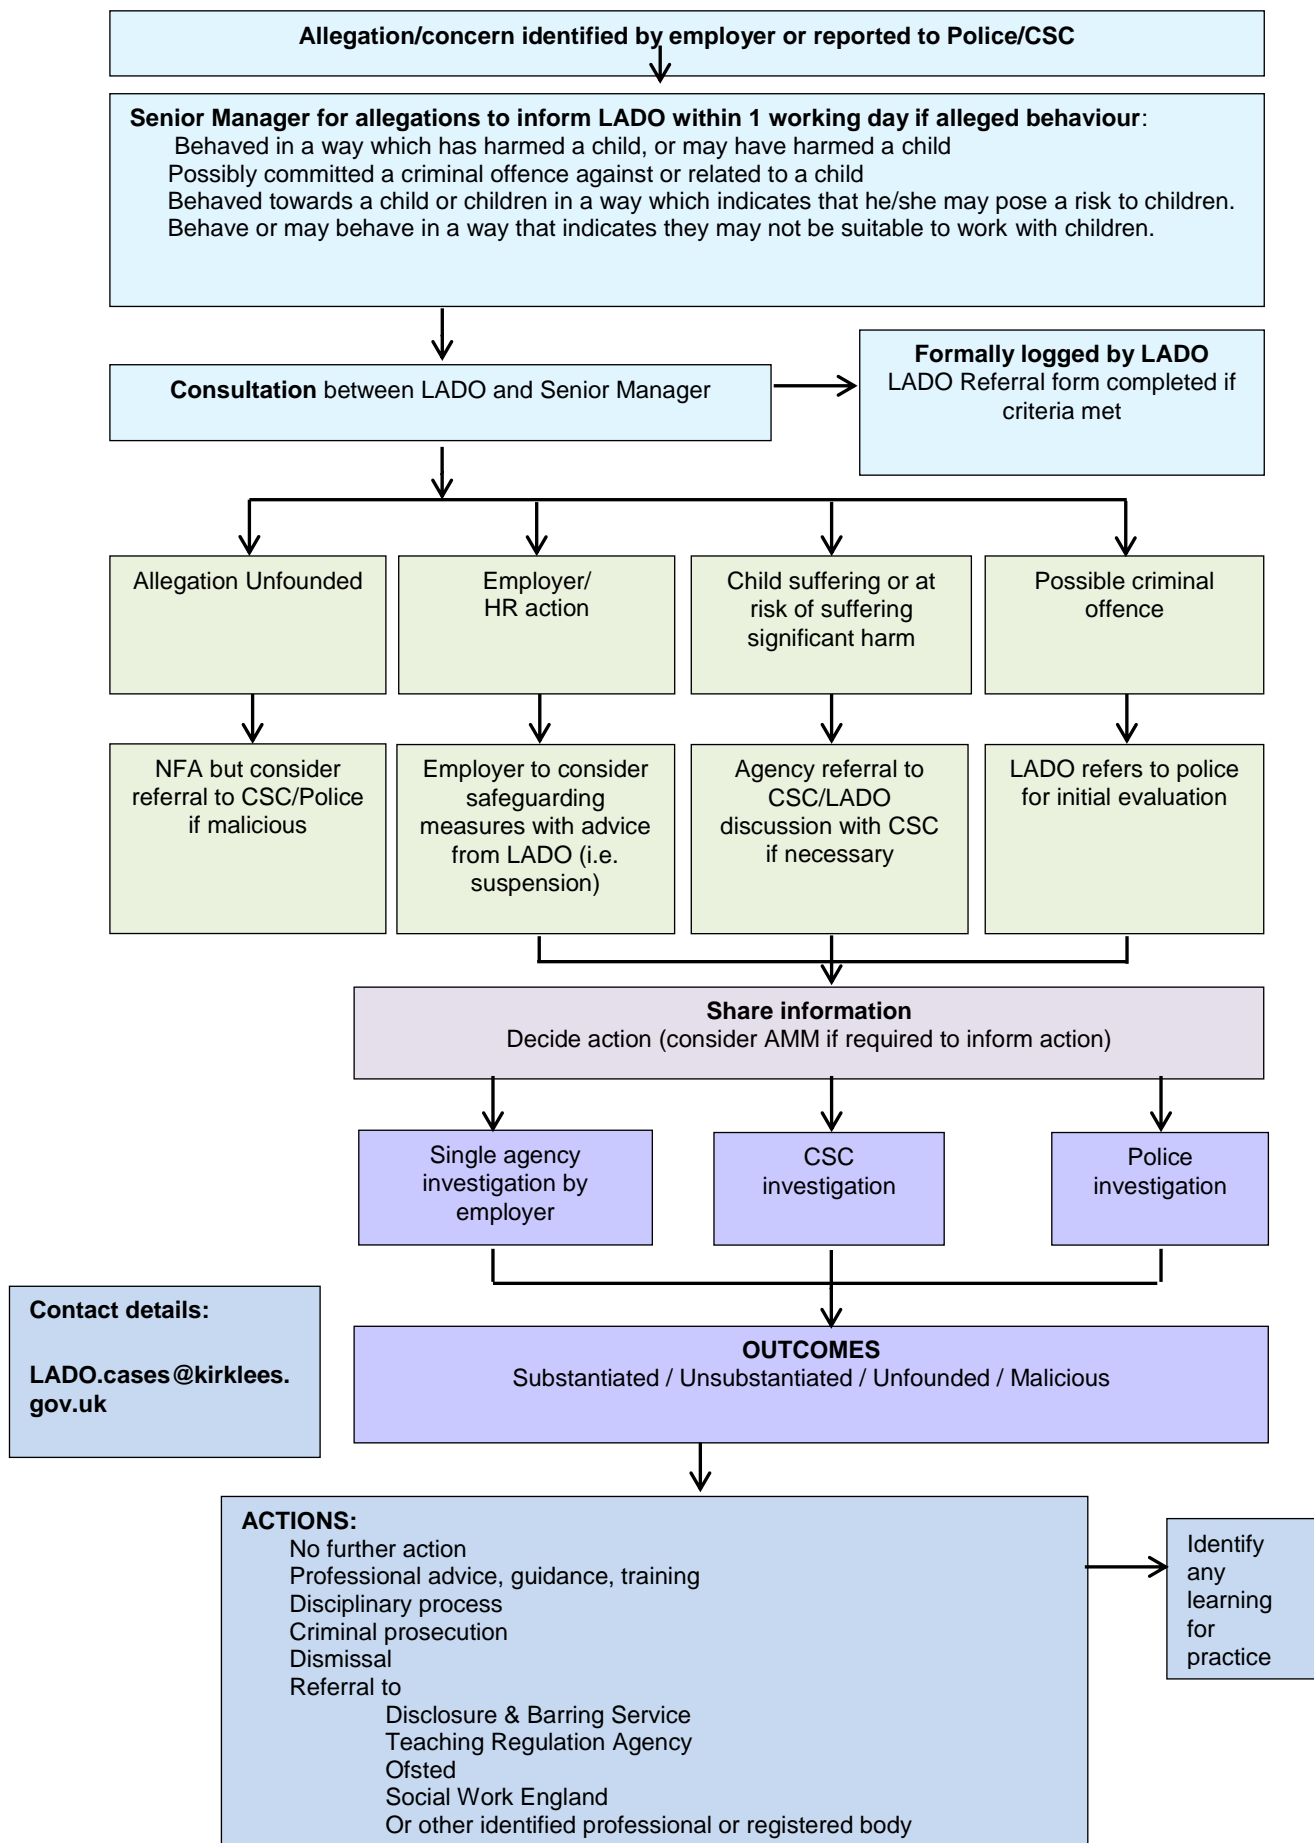 Allegation/concern identified by employer or reported to Police/CSC
Senior Manager for allegations to inform LADO within 1 working day if alleged behaviour:
Behaved in a way which has harmed a child, or may have harmed a child
Possibly committed a criminal offence against or related to a child
Behaved towards a child or children in a way which indicates that he/she may pose a risk to children.
Behave or may behave in a way that indicates they may not be suitable to work with children.
Consultation between LADO and Senior Manager
Formally logged by LADO
LADO Referral form completed if
criteria met
Allegation Unfounded
Employer/
HR action
Child suffering or at
risk of suffering
significant harm
Possible criminal
offence
NFA but consider
referral to CSC/Police
if malicious
Employer to consider
safeguarding
measures with advice
from LADO (i.e.
suspension)
Agency referral to
CSC/LADO
discussion with CSC
if necessary
LADO refers to police
for initial evaluation
Share information
Decide action (consider AMM if required to inform action)
Single agency
investigation by
employer
CSC
investigation
Police
investigation
Contact details:
LADO.cases@kirklees.
gov.uk
OUTCOMES
Substantiated / Unsubstantiated / Unfounded / Malicious
ACTIONS:
No further action
Professional advice, guidance, training
Disciplinary process
Criminal prosecution
Dismissal
Referral to
Disclosure & Barring Service
Teaching Regulation Agency
Ofsted
Social Work England
Or other identified professional or registered body
Identify
any
learning
for
practice